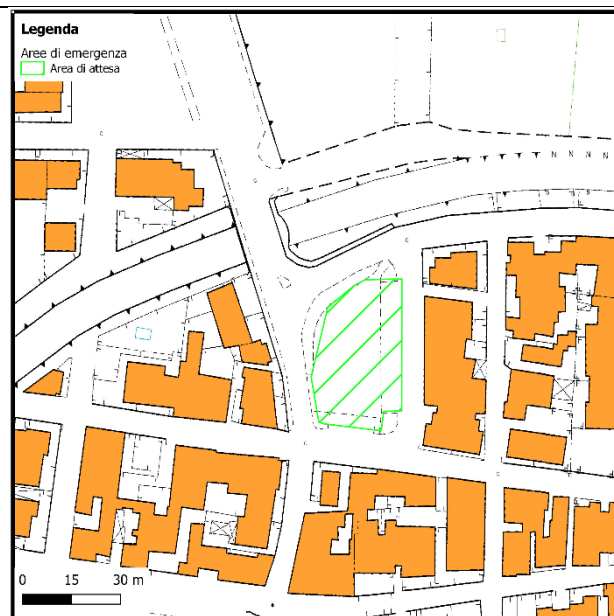 Legenda
Aree di emergenza
Area di attesa
N N N N N
0 15 30 m